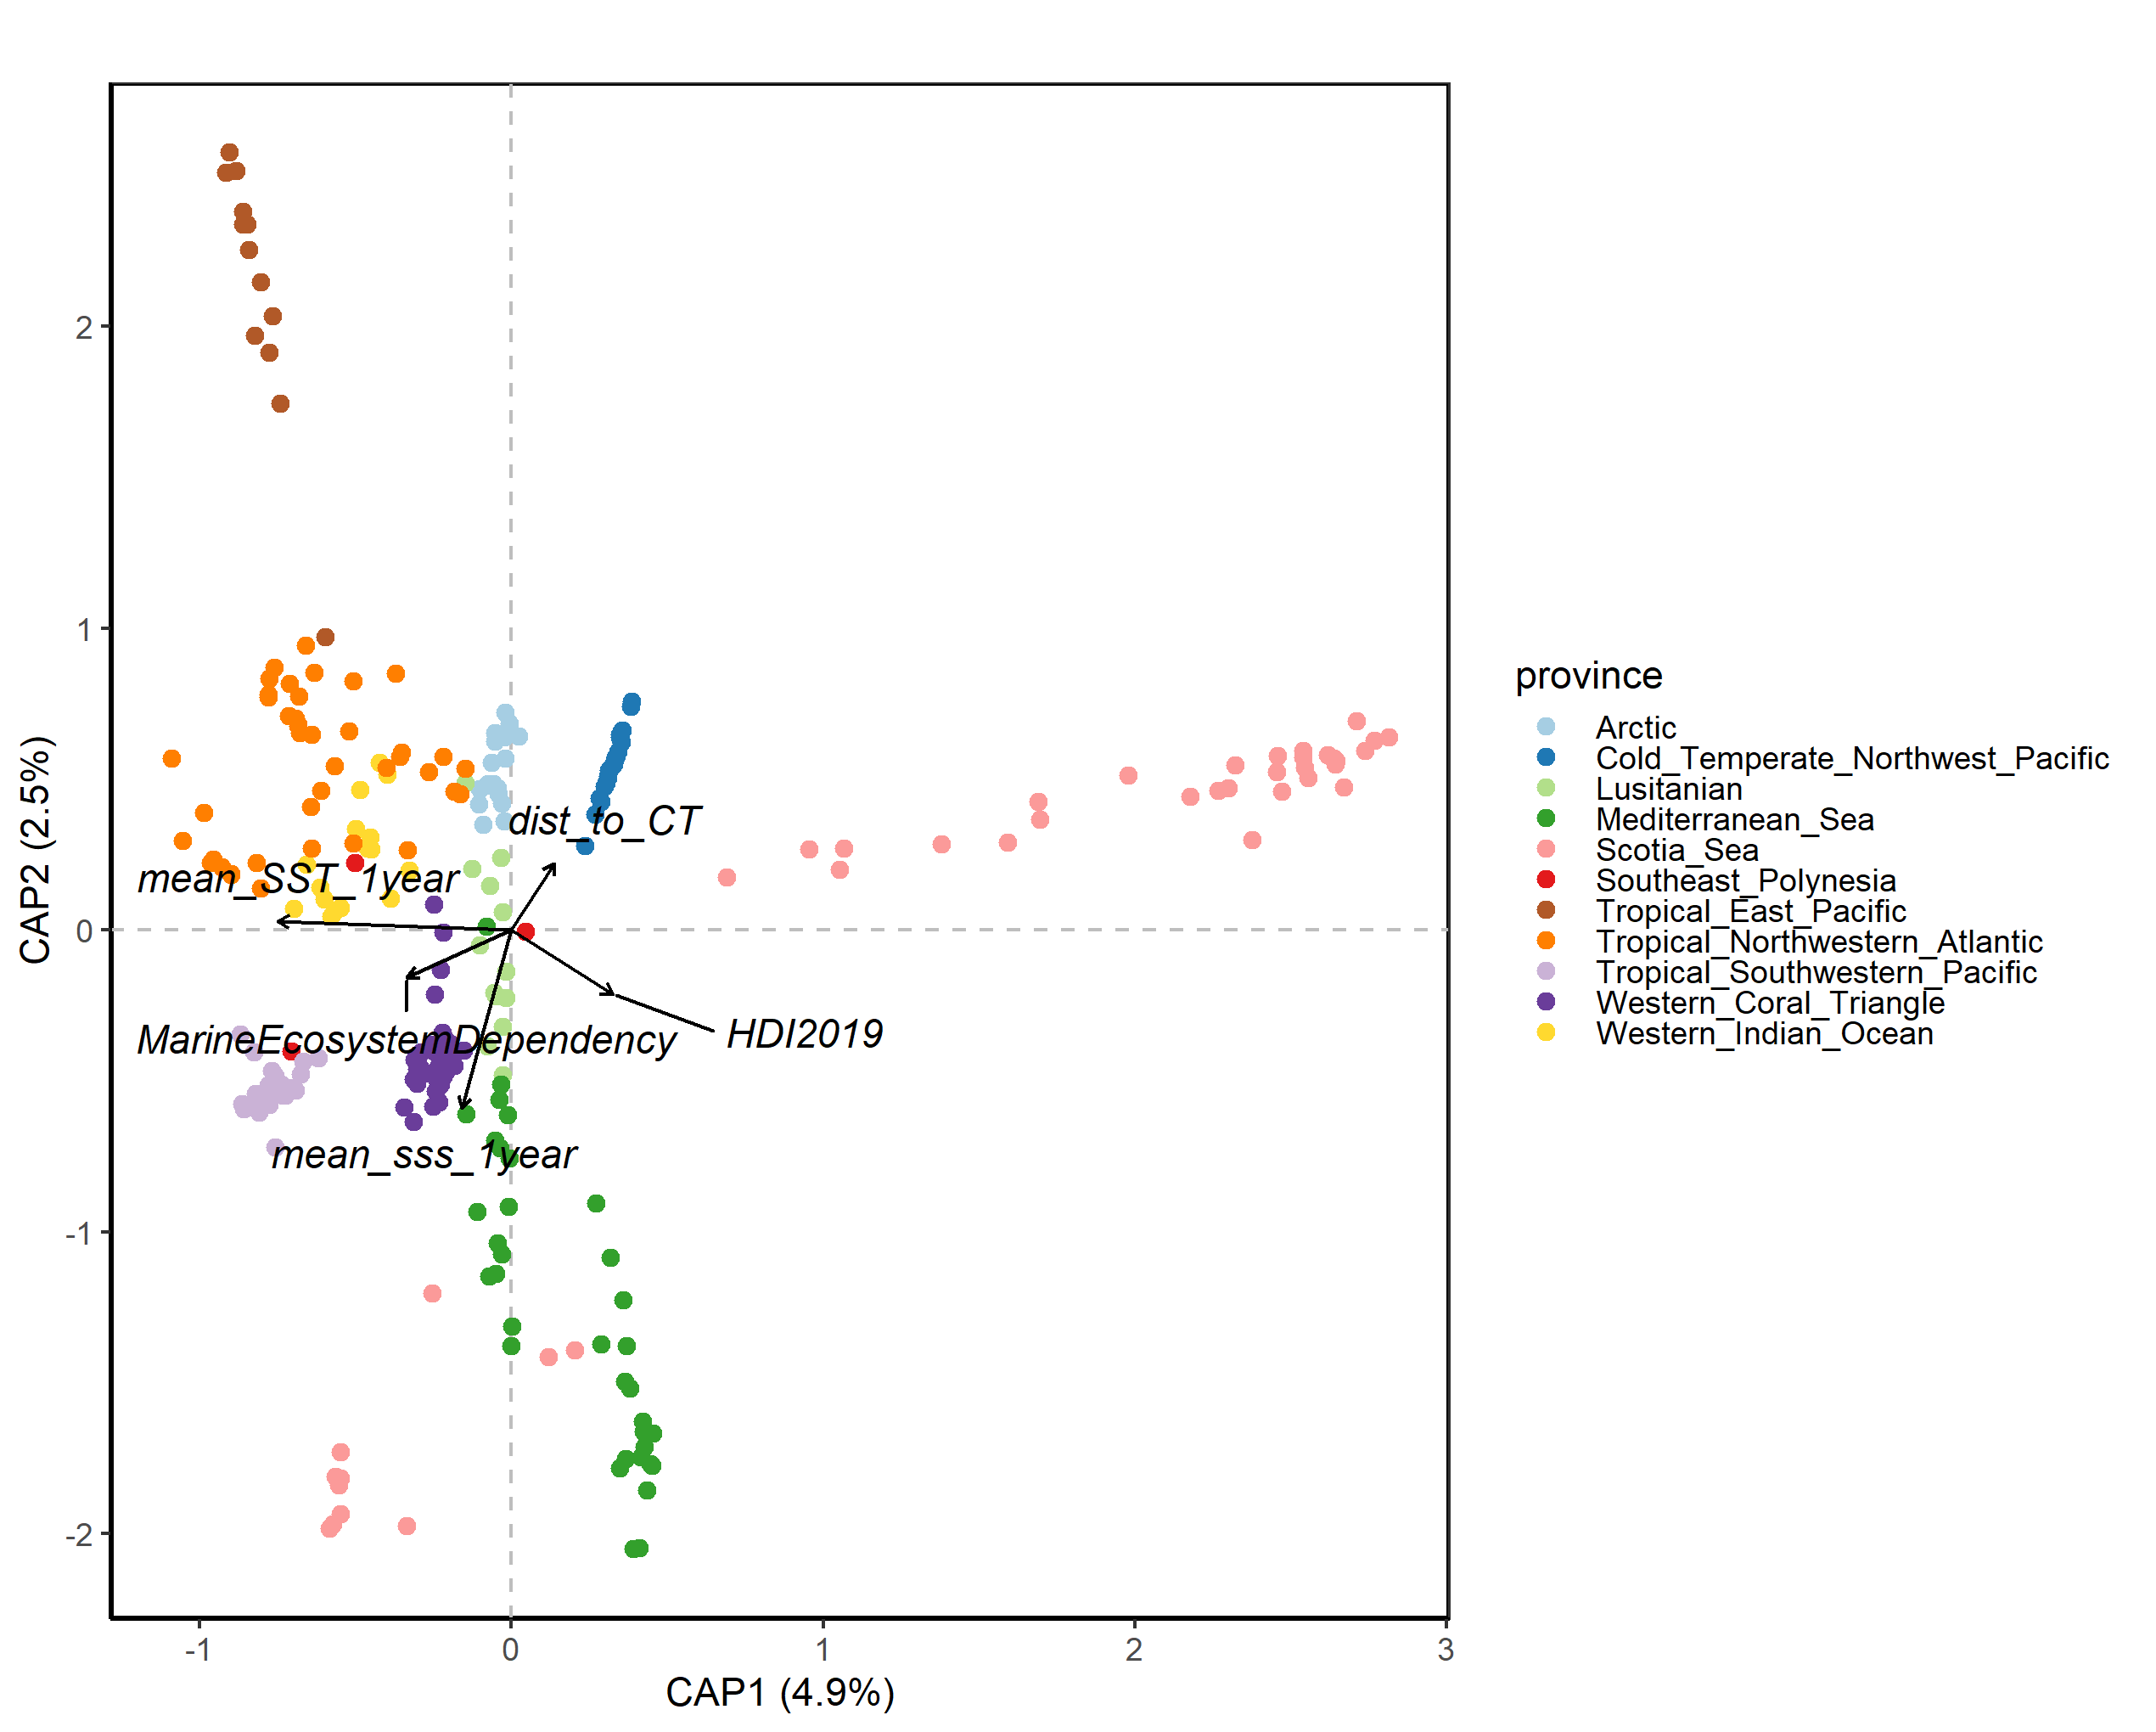 CAP2 (2.5%)
2
1
0
-1
-2
dist_to_CT
mean_SST_1year
HDI2019
MarineEcosystemDependency
mean_sss_1year
-1
0
1
2
3
CAP1 (4.9%)
province
Arctic
Cold_Temperate_Northwest_Pacific
Lusitanian
Mediterranean_Sea
Scotia_Sea
Southeast_Polynesia
Tropical_East_Pacific
Tropical_Northwestern_Atlantic
Tropical_Southwestern_Pacific
Western_Coral_Triangle
Western_Indian_Ocean